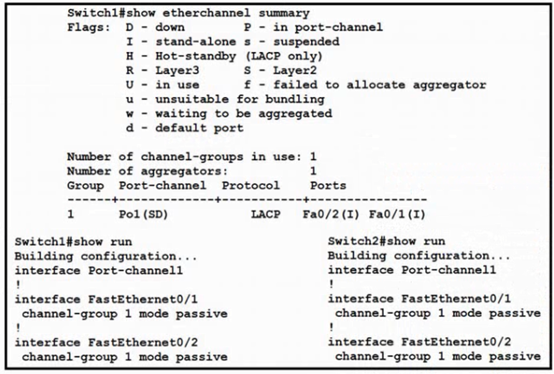 Switch1#show etherchannel summary
Flags: D - down P - in port-channel
I - stand-alone s - suspended
H - Hot-standby (LACP only)
R - Layer3 S - Layer2
U - in use f - failed to allocate aggregator
u - unsuitable for bundling
w - waiting to be aggregated
d - default port
Number of channel-groups in use: 1
Number of aggregators: 1
Group Port-channel Protocol Ports
------+-------------+-----------+----------------
1 Po1(SD) LACP Fa0/2(I) Fa0/1(I)
Switch1#show run
Building configuration...
interface Port-channel1
!
interface FastEthernet0/1
channel-group 1 mode passive
!
interface FastEthernet0/2
channel-group 1 mode passive
Switch2#show run
Building configuration...
interface Port-channel1
!
interface FastEthernet0/1
channel-group 1 mode passive
!
interface FastEthernet0/2
channel-group 1 mode passive